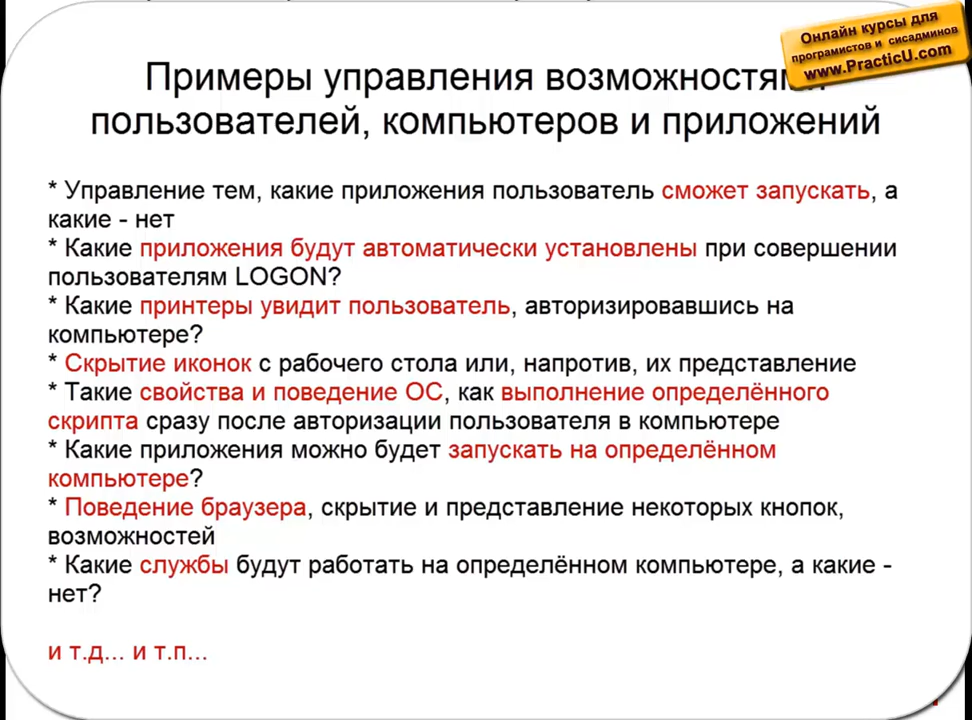 Онлайн курсы для
програмистов и сисадминов
www.PracticU.com
Примеры управления возможностями
пользователей, компьютеров и приложений
* Управление тем, какие приложения пользователь сможет запускать, а
какие - нет
* Какие приложения будут автоматически установлены при совершении
пользователям LOGON?
* Какие принтеры увидит пользователь, авторизировавшись на
компьютере?
* Скрытие иконок с рабочего стола или, напротив, их представление
* Такие свойства и поведение ОС, как выполнение определённого
скрипта сразу после авторизации пользователя в компьютере
* Какие приложения можно будет запускать на определённом
компьютере?
* Поведение браузера, скрытие и представление некоторых кнопок,
возможностей
* Какие службы будут работать на определённом компьютере, а какие -
нет?
и т.д... и т.п...